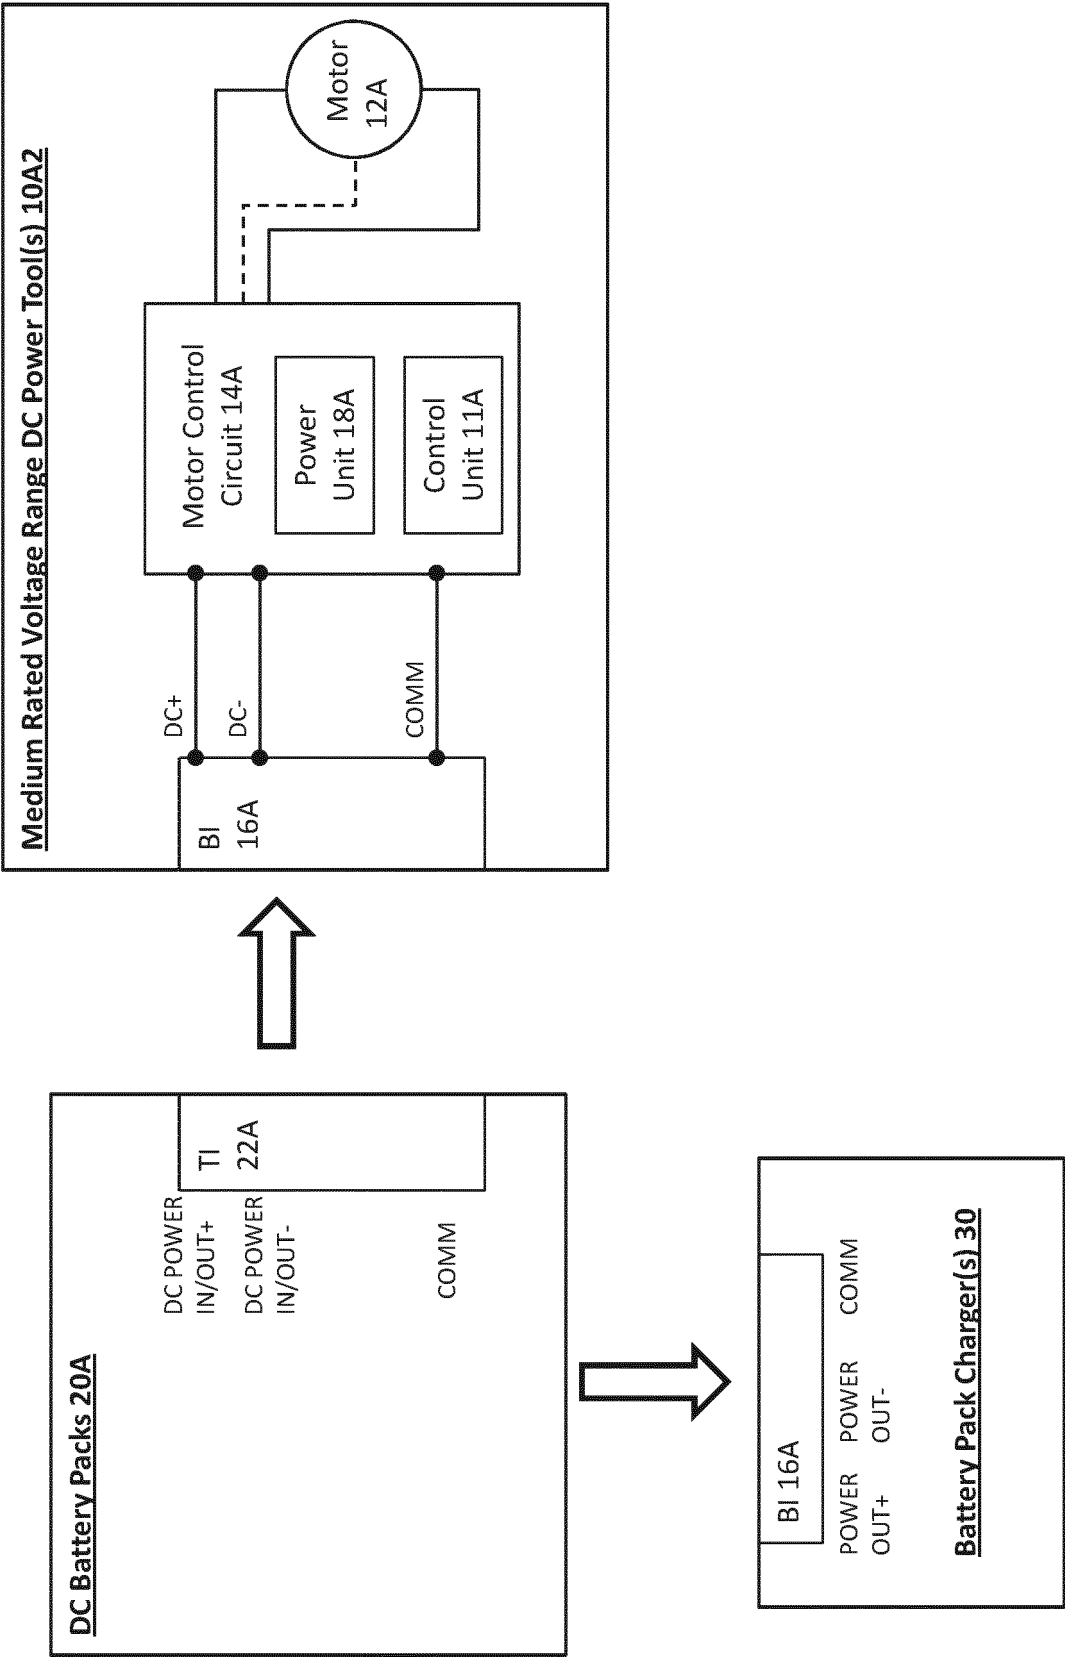 Medium Rated Voltage Range DC Power Tool(s) 10A2
BI
16A
DC+
DC-
COMM
Motor Control
Circuit 14A
Power
Unit 18A
Control
Unit 11A
Motor
12A
DC Battery Packs 20A
DC POWER
IN/OUT+
DC POWER
IN/OUT-
COMM
TI
22A
BI 16A
POWER
OUT+
POWER
OUT-
COMM
Battery Pack Charger(s) 30